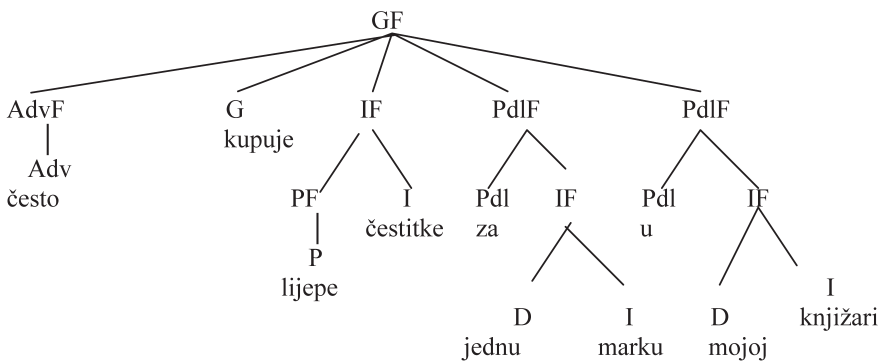 GF
AdvF G IF PdlF PdlF
kupuje
Adv
često PF I Pdl IF Pdl IF
čestitke za u
P
lijepe I
D I D knjižari
jednu marku mojoj